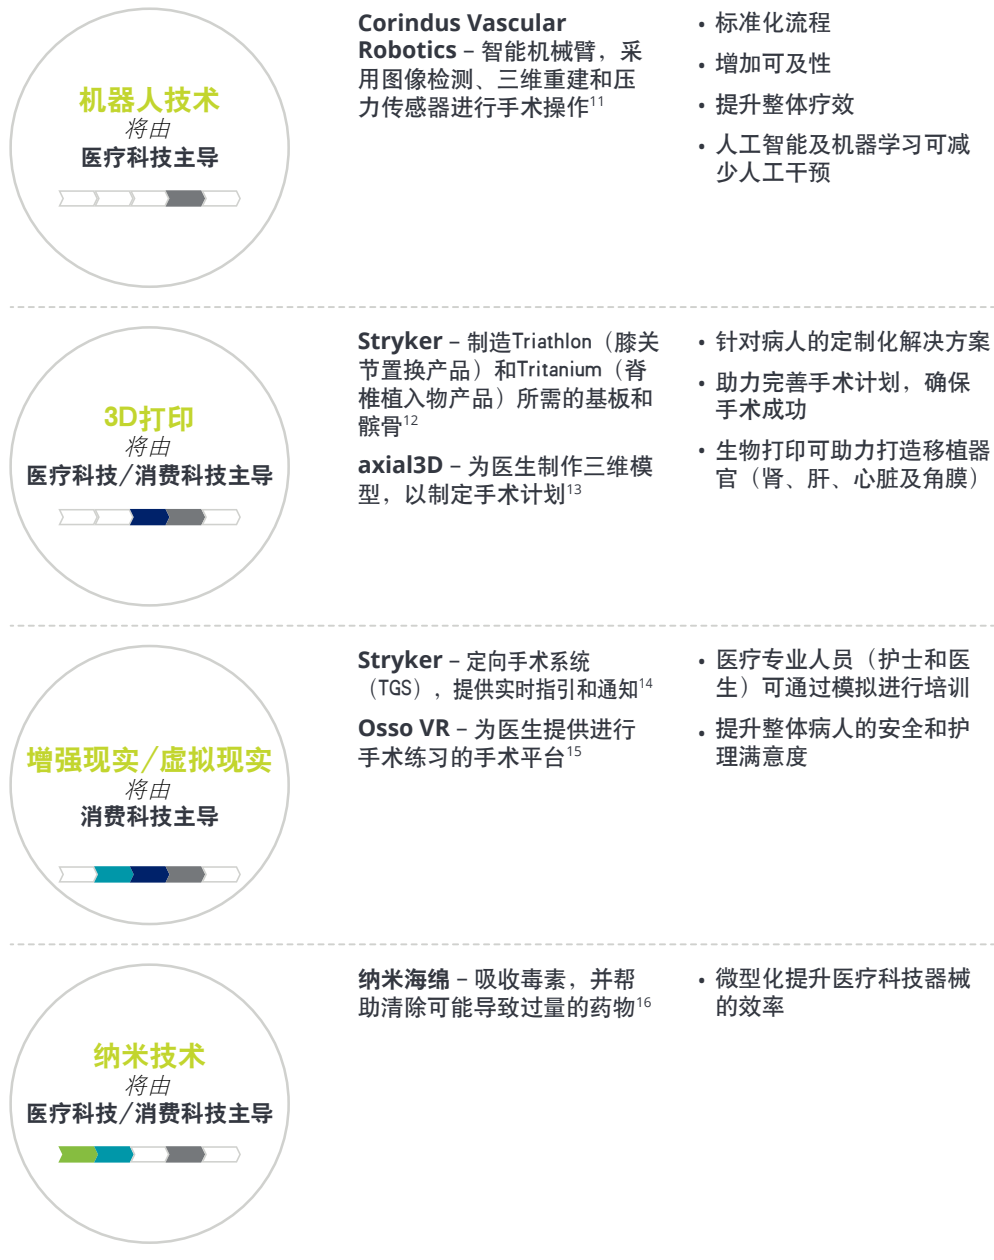 机器人技术
将由
医疗科技主导
Corindus Vascular
Robotics – 智能机械臂，采
用图像检测、三维重建和压
力传感器进行手术操作11
• 标准化流程
• 增加可及性
• 提升整体疗效
• 人工智能及机器学习可减
少人工干预
3D打印
将由
医疗科技/消费科技主导
Stryker – 制造Triathlon（膝关
节置换产品）和Tritanium（脊
椎植入物产品）所需的基板和
髌骨12
axial3D – 为医生制作三维模
型，以制定手术计划13
• 针对病人的定制化解决方案
• 助力完善手术计划，确保
手术成功
• 生物打印可助力打造移植器
官（肾、肝、心脏及角膜）
增强现实/虚拟现实
将由
消费科技主导
Stryker – 定向手术系统
（TGS），提供实时指引和通知14
Osso VR – 为医生提供进行
手术练习的手术平台15
• 医疗专业人员（护士和医
生）可通过模拟进行培训
• 提升整体病人的安全和护
理满意度
纳米技术
将由
医疗科技/消费科技主导
纳米海绵 – 吸收毒素，并帮
助清除可能导致过量的药物16
• 微型化提升医疗科技器械
的效率